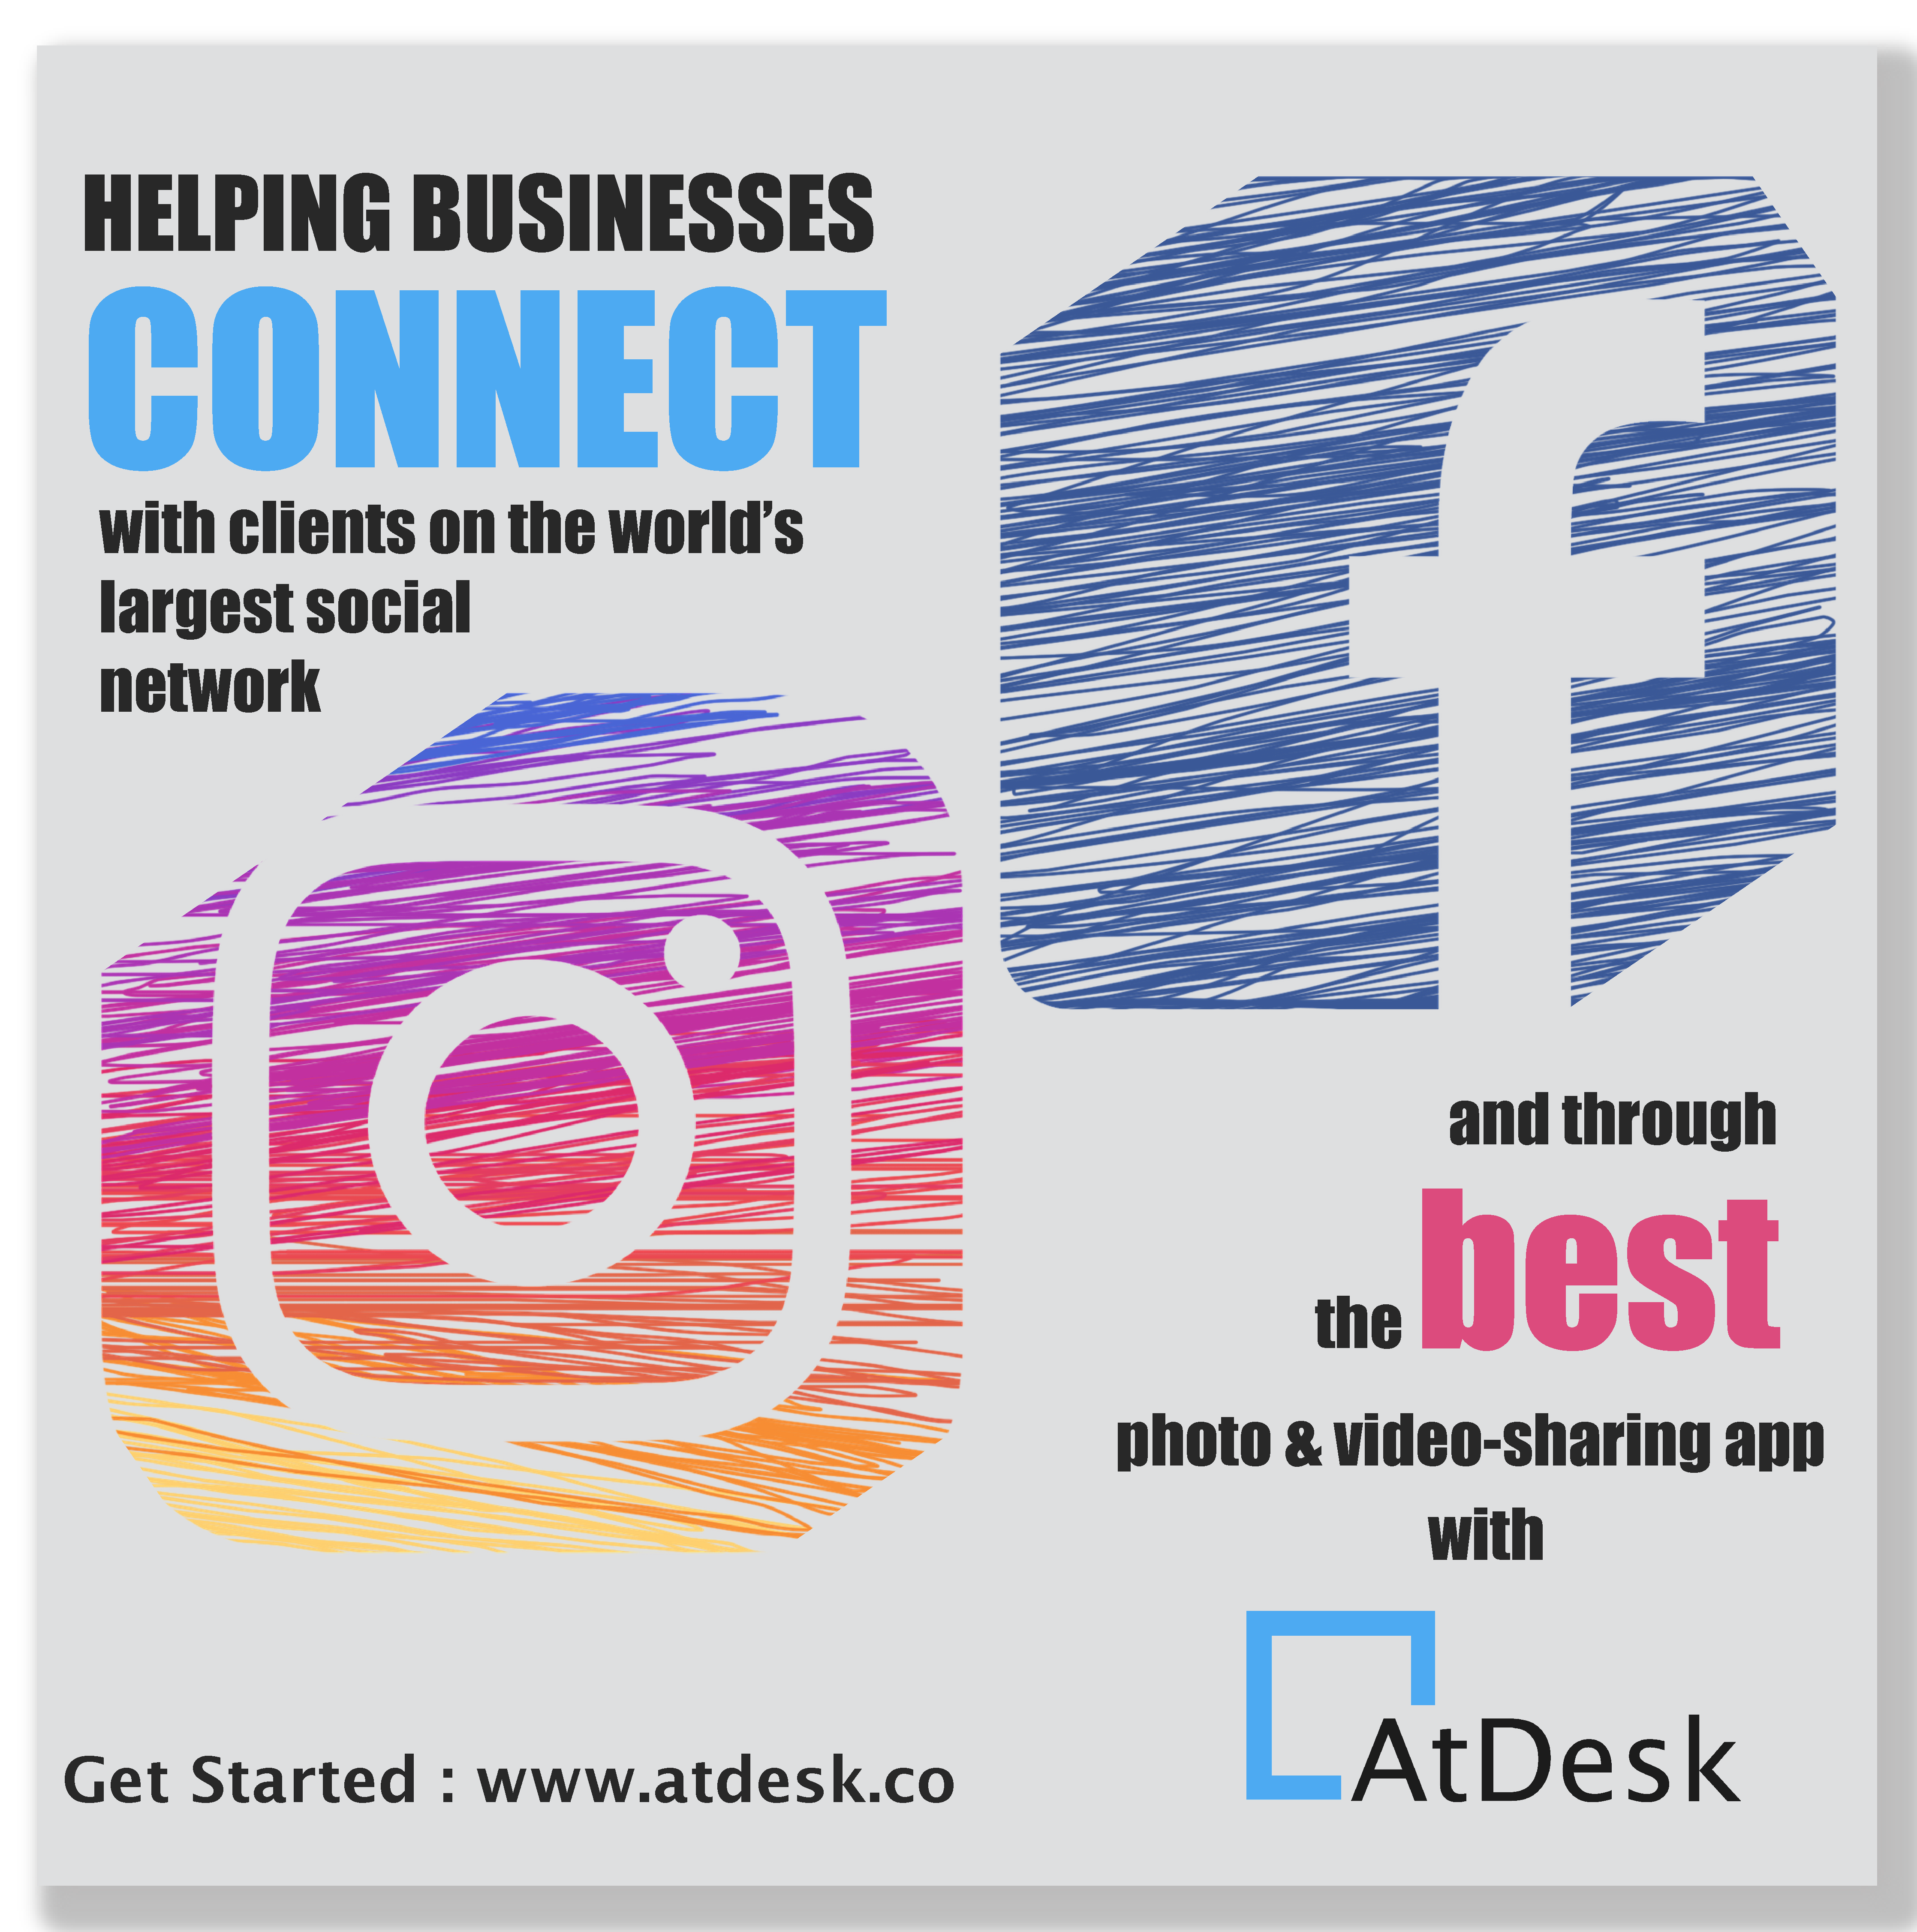 HELPING BUSINESSES
CONNECT
with clients on the world’s
largest social
network
and through
the best
photo & video-sharing app
with
AtDesk
Get Started : www.atdesk.co